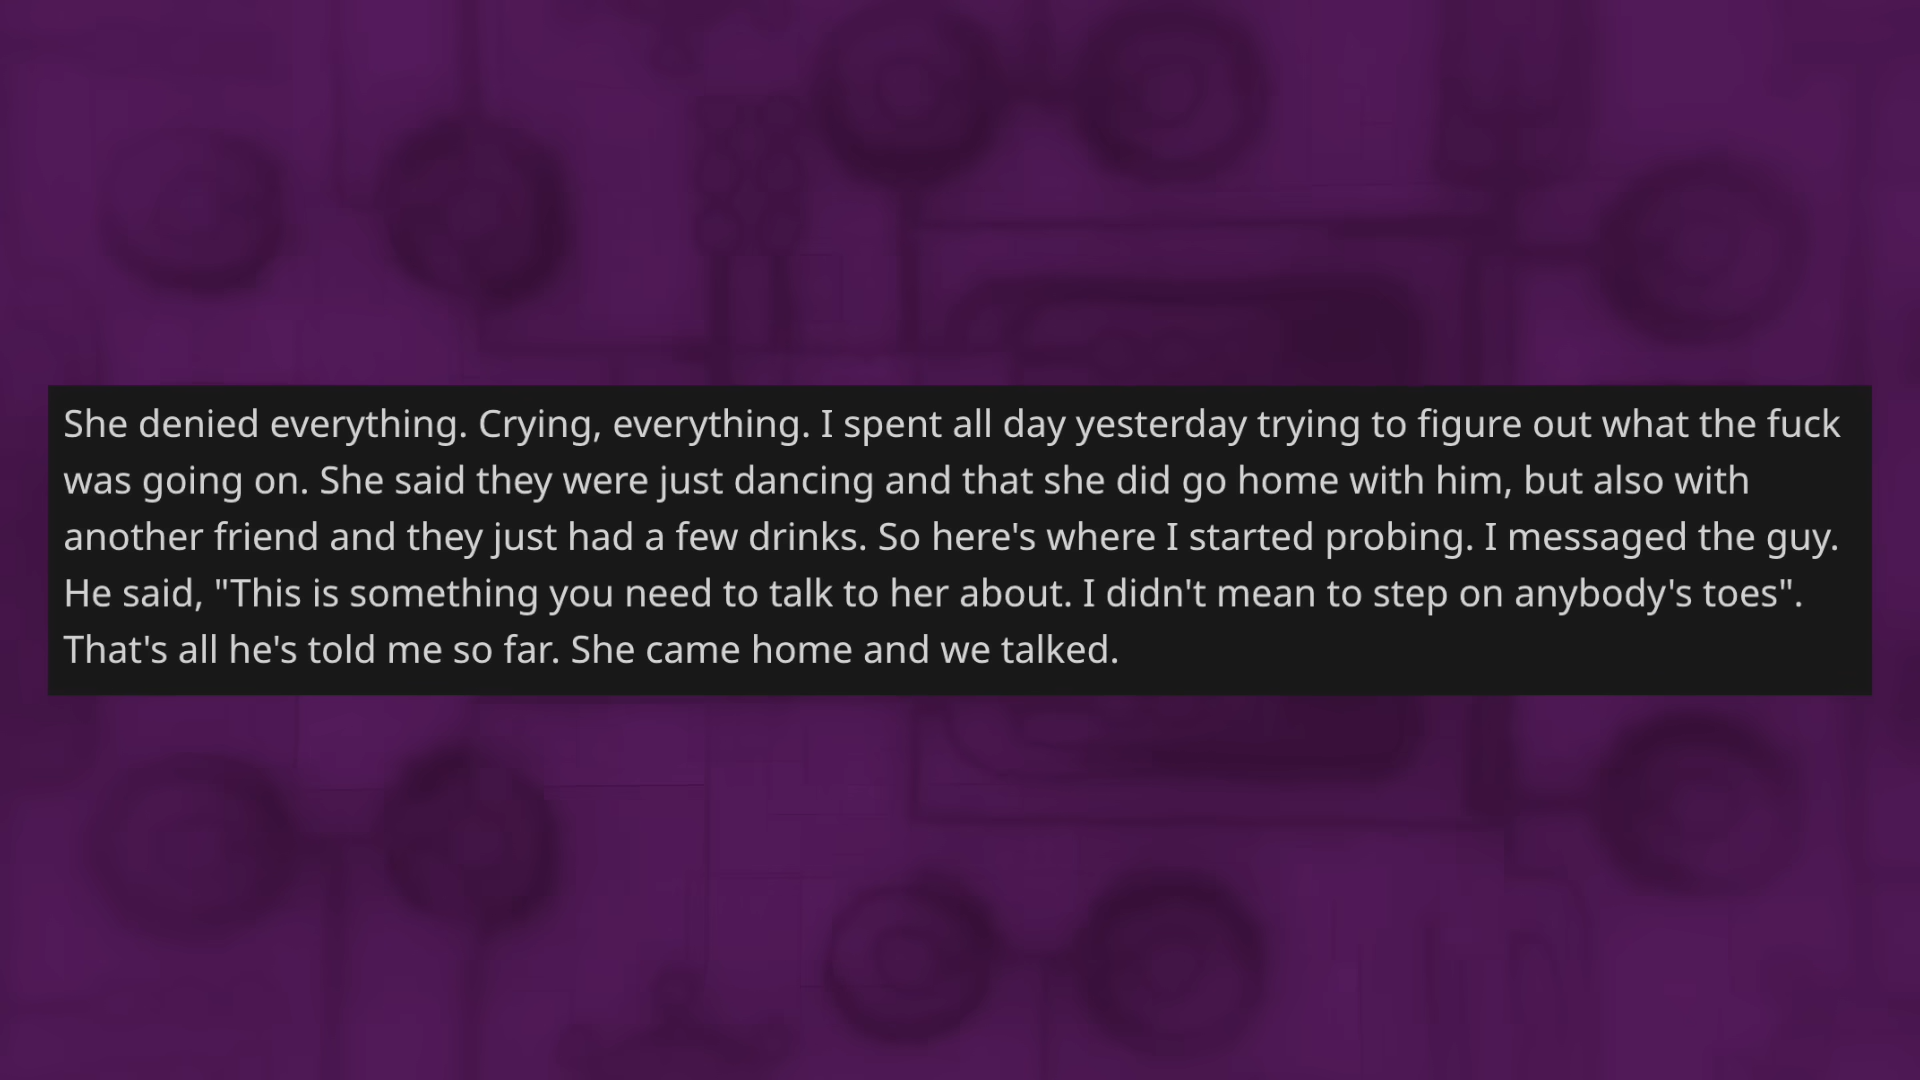 She denied everything. Crying, everything. I spent all day yesterday trying to figure out what the fuck
was going on. She said they were just dancing and that she did go home with him, but also with
another friend and they just had a few drinks. So here's where I started probing. I messaged the guy.
He said, "This is something you need to talk to her about. I didn't mean to step on anybody's toes".
That's all he's told me so far. She came home and we talked.